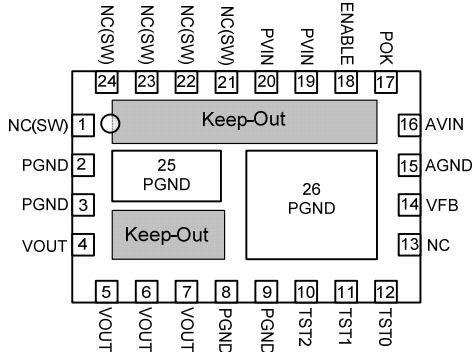 NC(SW)
NC(SW)
NC(SW)
NC(SW)
PVIN
PVIN
ENABLE
POK
24
23
22
21
20
19
18
17
NC(SW)
1
Keep-Out
16
AVIN
PGND
2
25
PGND
26
PGND
15
AGND
PGND
3
14
VFB
VOUT
4
Keep-Out
13
NC
5
6
7
8
9
10
11
12
VOUT
VOUT
VOUT
PGND
PGND
TST2
TST1
TST0